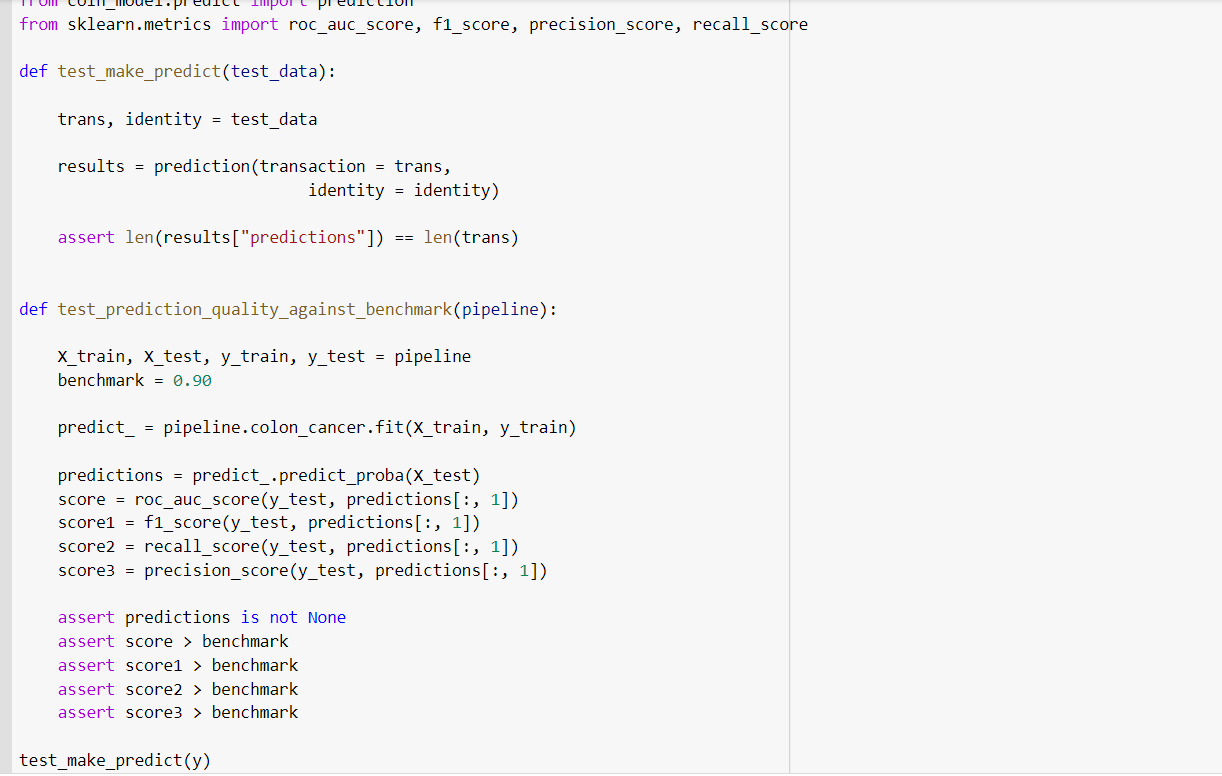 from coin_model.predict import prediction
from sklearn.metrics import roc_auc_score, f1_score, precision_score, recall_score
def test_make_predict(test_data):
trans, identity = test_data
results = prediction(transaction = trans,
identity = identity)
assert len(results["predictions"]) == len(trans)
def test_prediction_quality_against_benchmark(pipeline):
X_train, X_test, y_train, y_test = pipeline
benchmark = 0.90
predict_ = pipeline.colon_cancer.fit(X_train, y_train)
predictions = predict_.predict_proba(X_test)
score = roc_auc_score(y_test, predictions[:, 1])
score1 = f1_score(y_test, predictions[:, 1])
score2 = recall_score(y_test, predictions[:, 1])
score3 = precision_score(y_test, predictions[:, 1])
assert predictions is not None
assert score > benchmark
assert score1 > benchmark
assert score2 > benchmark
assert score3 > benchmark
test_make_predict(y)